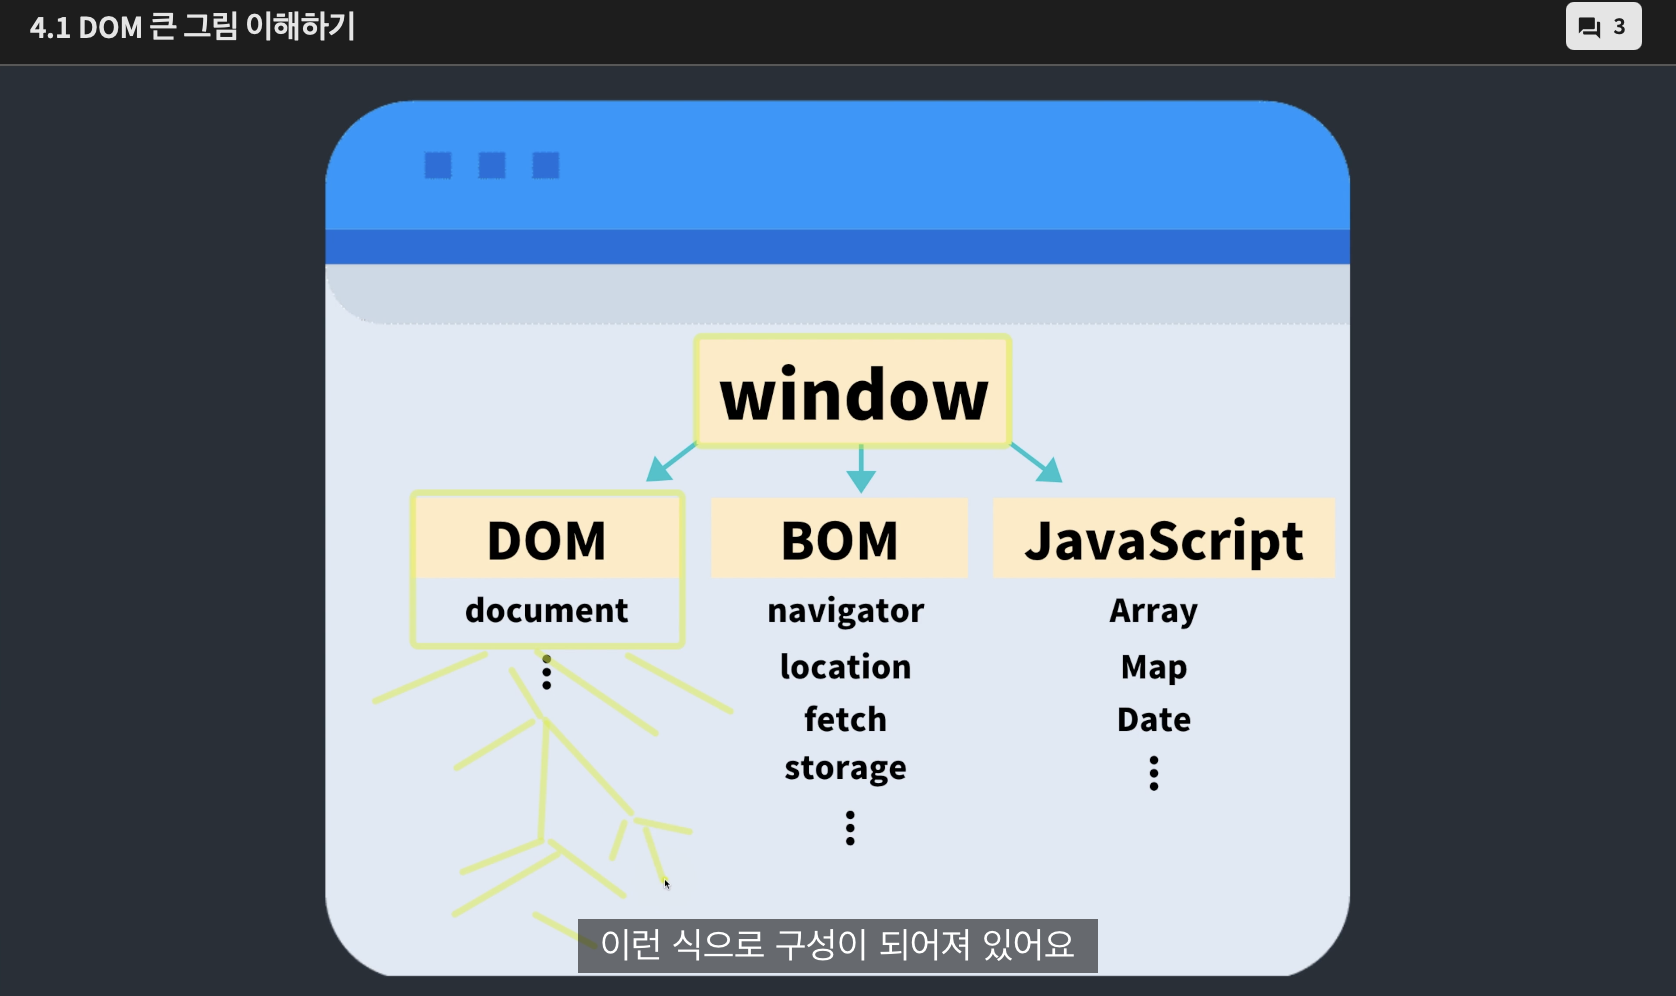 4.1 DOM 큰 그림 이해하기
3
window
DOM
document
BOM
navigator
location
fetch
storage
JavaScript
Array
Map
Date
이런 식으로 구성이 되어져 있어요